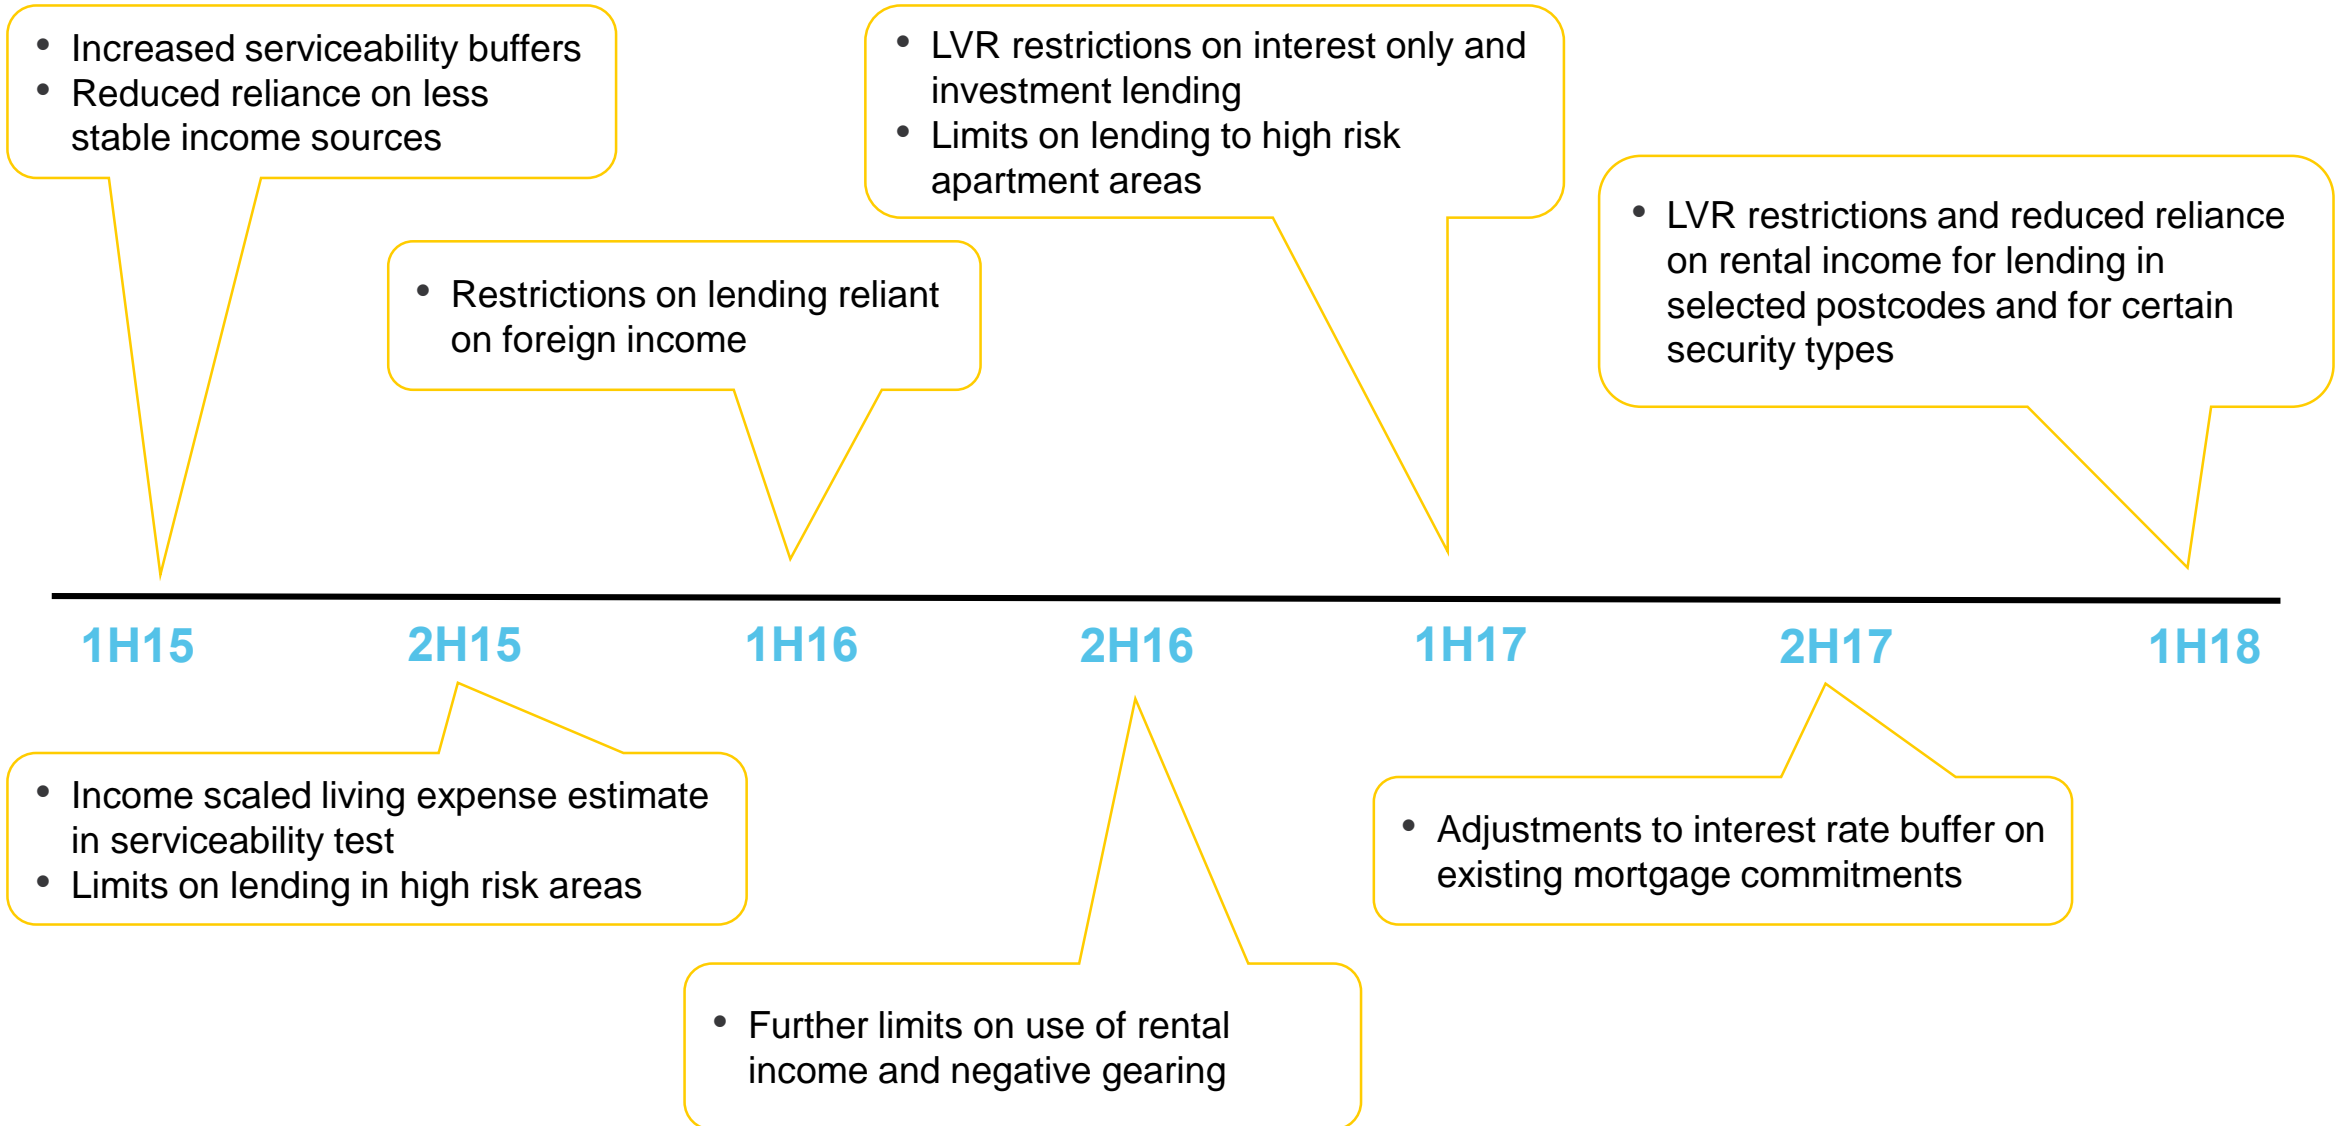 • Increased serviceability buffers
• Reduced reliance on less
stable income sources
• LVR restrictions on interest only and
investment lending
• Limits on lending to high risk
apartment areas
• LVR restrictions and reduced reliance
on rental income for lending in
selected postcodes and for certain
security types
• Restrictions on lending reliant
on foreign income
1H15
2H15
1H16
2H16
1H17
2H17
1H18
• Income scaled living expense estimate
in serviceability test
• Limits on lending in high risk areas
• Adjustments to interest rate buffer on
existing mortgage commitments
• Further limits on use of rental
income and negative gearing